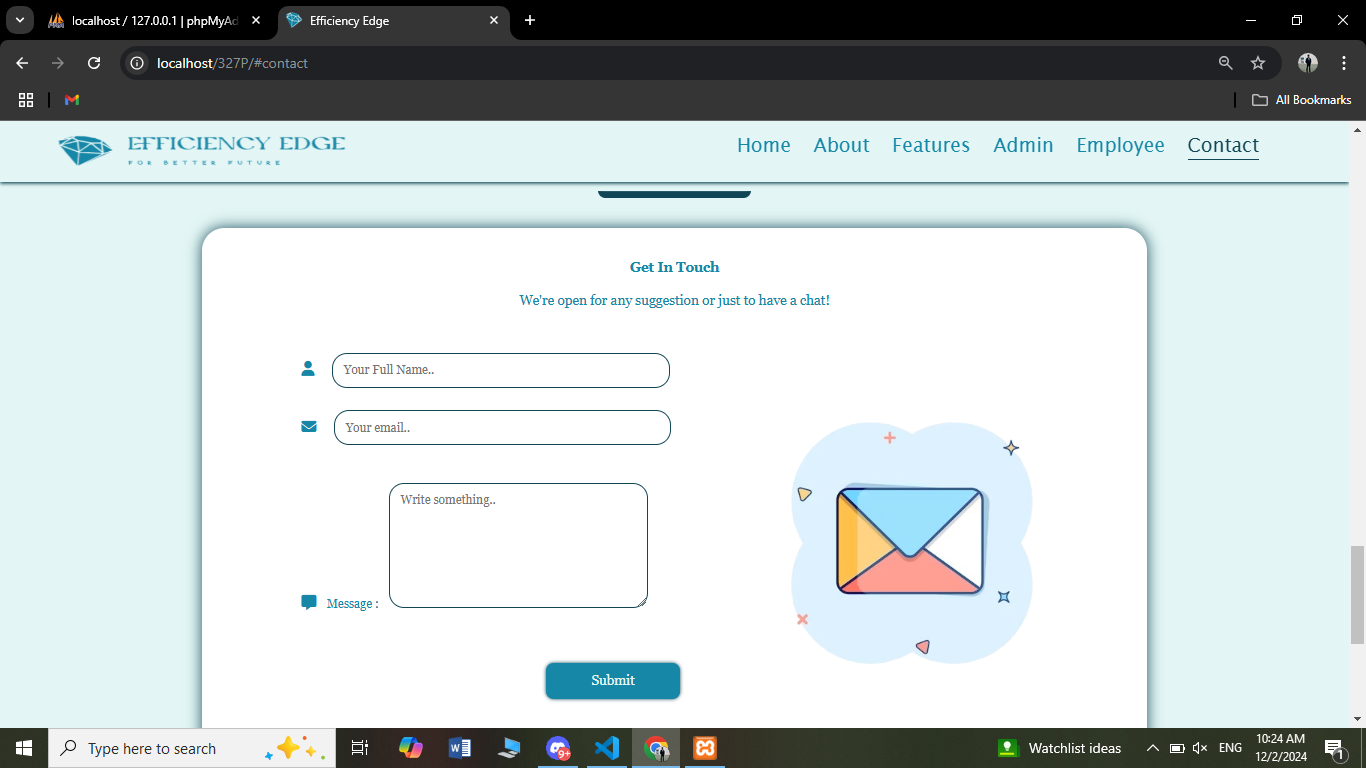 localhost / 127.0.0.1 | phpMyAd
Efficiency Edge
localhost/327P/#contact
All Bookmarks
EFFICIENCY EDGE
FOR BETTER FUTURE
Home About Features Admin Employee Contact
Get In Touch
We're open for any suggestion or just to have a chat!
Your Full Name..
Your email..
Write something..
Message :
Submit
Type here to search
9+
Watchlist ideas
ENG
10:24 AM
12/2/2024
1